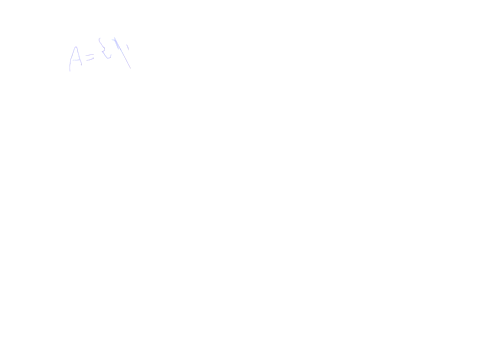 A = {